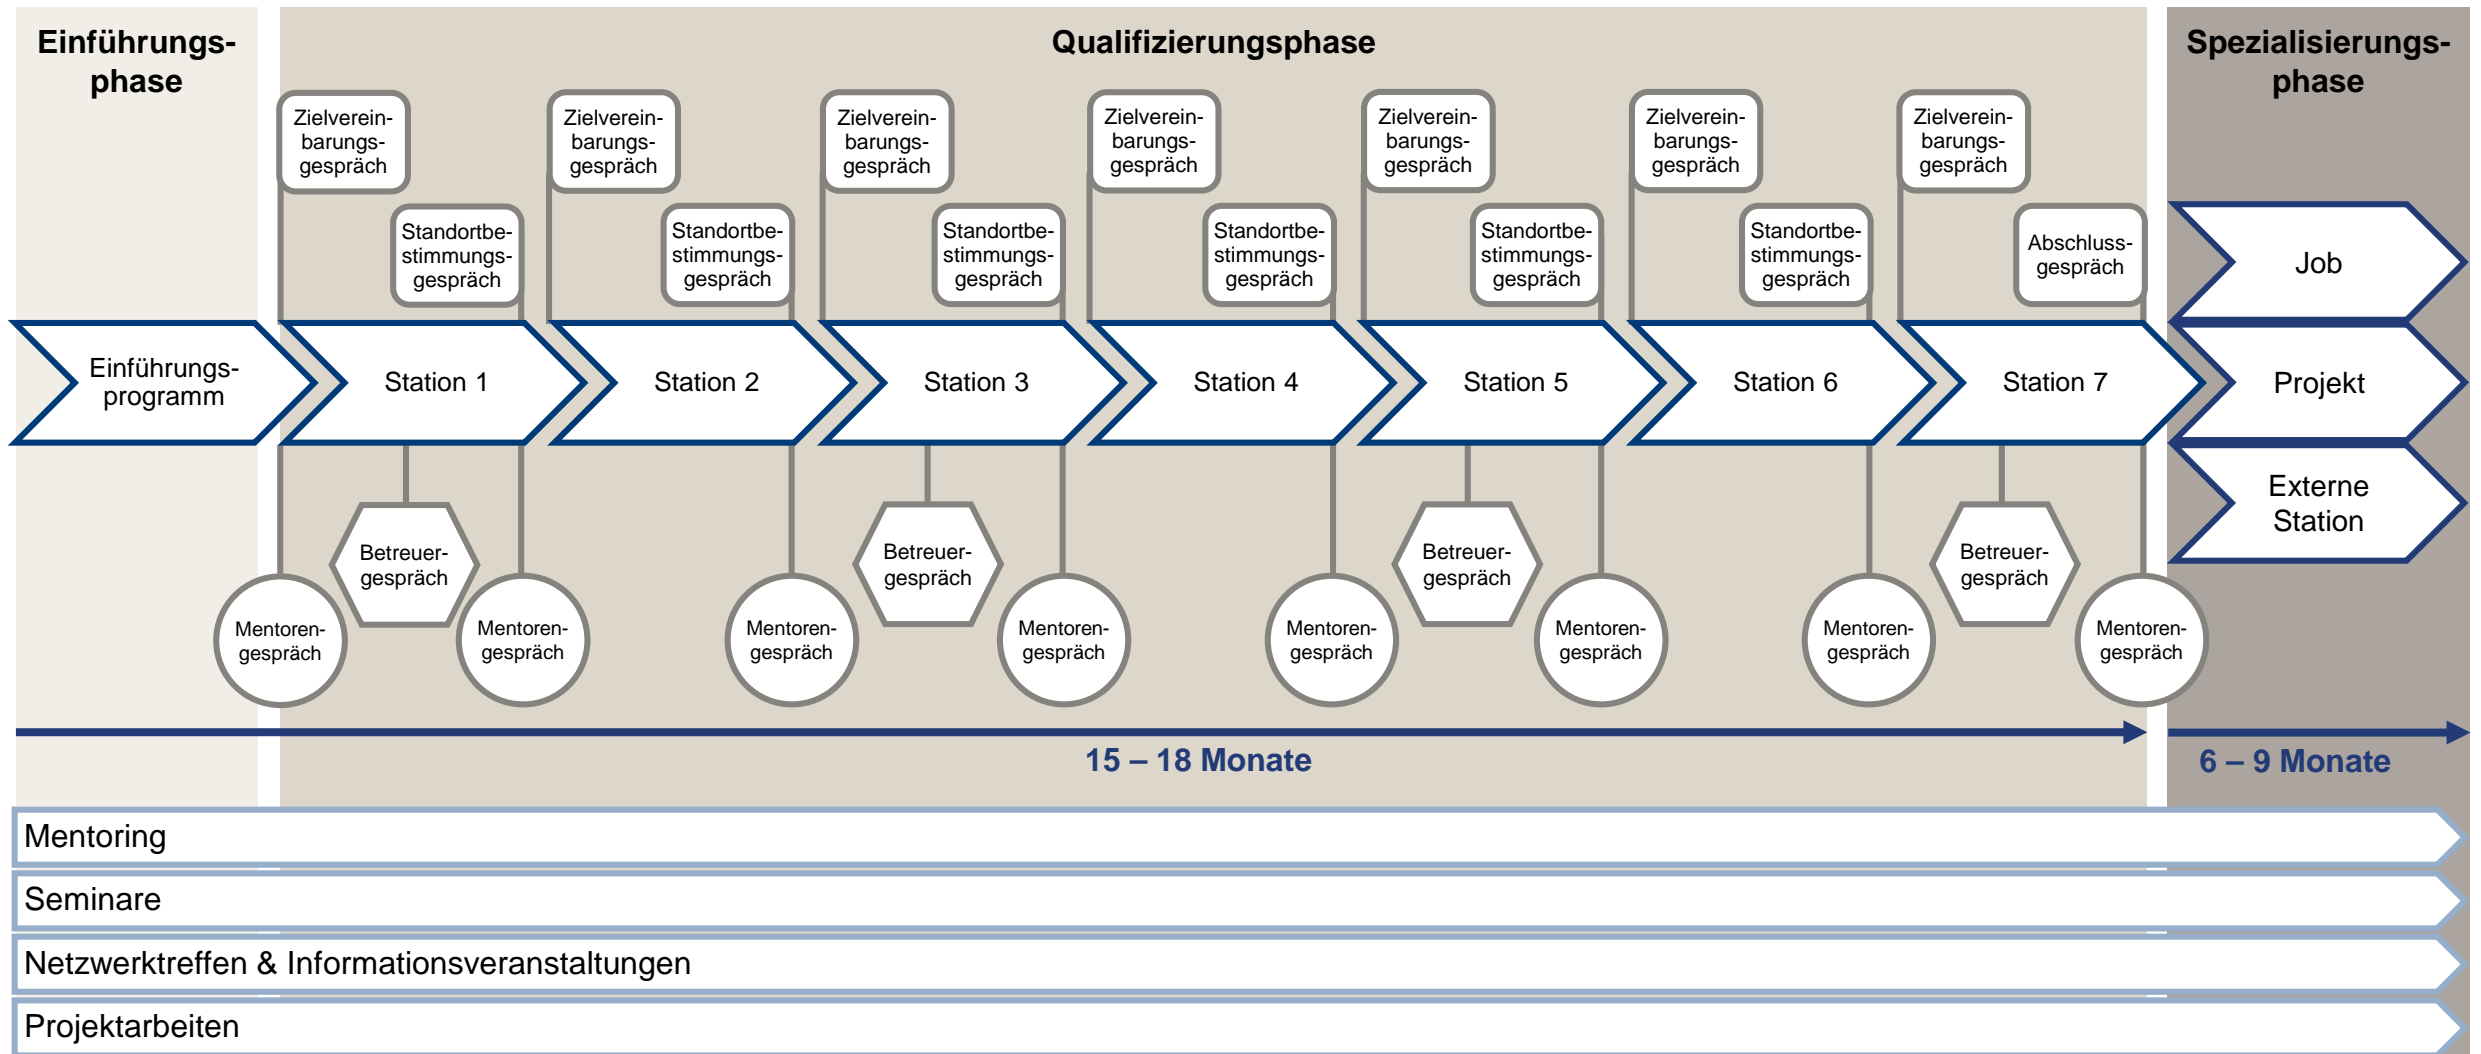 Einführungs-
phase
Qualifizierungsphase
Spezialisierungs-
phase
Zielverein-
barungs-
gespräch
Zielverein-
barungs-
gespräch
Zielverein-
barungs-
gespräch
Zielverein-
barungs-
gespräch
Zielverein-
barungs-
gespräch
Zielverein-
barungs-
gespräch
Zielverein-
barungs-
gespräch
Standortbe-
stimmungs-
gespräch
Standortbe-
stimmungs-
gespräch
Standortbe-
stimmungs-
gespräch
Standortbe-
stimmungs-
gespräch
Standortbe-
stimmungs-
gespräch
Standortbe-
stimmungs-
gespräch
Abschluss-
gespräch
Job
Einführungs-
programm
Station 1
Station 2
Station 3
Station 4
Station 5
Station 6
Station 7
Projekt
Externe
Station
Betreuer-
gespräch
Betreuer-
gespräch
Betreuer-
gespräch
Betreuer-
gespräch
Mentoren-
gespräch
Mentoren-
gespräch
Mentoren-
gespräch
Mentoren-
gespräch
Mentoren-
gespräch
Mentoren-
gespräch
Mentoren-
gespräch
Mentoren-
gespräch
15 – 18 Monate
6 – 9 Monate
Mentoring
Seminare
Netzwerktreffen & Informationsveranstaltungen
Projektarbeiten